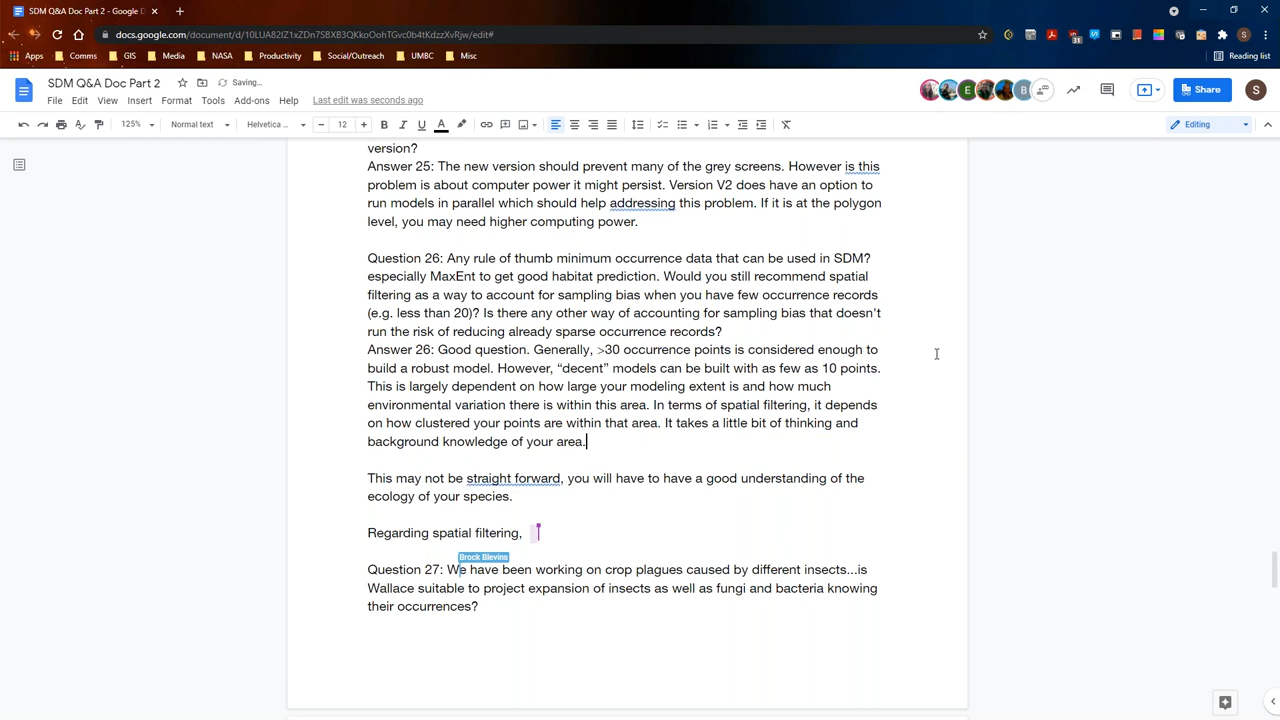 SDM Q&A Doc Part 2 - Google D
docs.google.com/document/d/10LUA82IZ1xZDn7SBXB3QKkoOohTGvc0b4tKdzzXvRjw/edit#
S
Apps Comms GIS Media NASA Productivity Social/Outreach UMBC Misc Reading list
SDM Q&A Doc Part 2 Saving...
File Edit View Insert Format Tools Add-ons Help Last edit was seconds ago
E B Share S
125% Normal text Helvetica ... 12 B I U A Editing
version?
Answer 25: The new version should prevent many of the grey screens. However is this
problem is about computer power it might persist. Version V2 does have an option to
run models in parallel which should help addressing this problem. If it is at the polygon
level, you may need higher computing power.
Question 26: Any rule of thumb minimum occurrence data that can be used in SDM?
especially MaxEnt to get good habitat prediction. Would you still recommend spatial
filtering as a way to account for sampling bias when you have few occurrence records
(e.g. less than 20)? Is there any other way of accounting for sampling bias that doesn't
run the risk of reducing already sparse occurrence records?
Answer 26: Good question. Generally, >30 occurrence points is considered enough to
build a robust model. However, “decent” models can be built with as few as 10 points.
This is largely dependent on how large your modeling extent is and how much
environmental variation there is within this area. In terms of spatial filtering, it depends
on how clustered your points are within that area. It takes a little bit of thinking and
background knowledge of your area.
This may not be straight forward, you will have to have a good understanding of the
ecology of your species.
Regarding spatial filtering,
Brock Blevins
Question 27: We have been working on crop plagues caused by different insects...is
Wallace suitable to project expansion of insects as well as fungi and bacteria knowing
their occurrences?